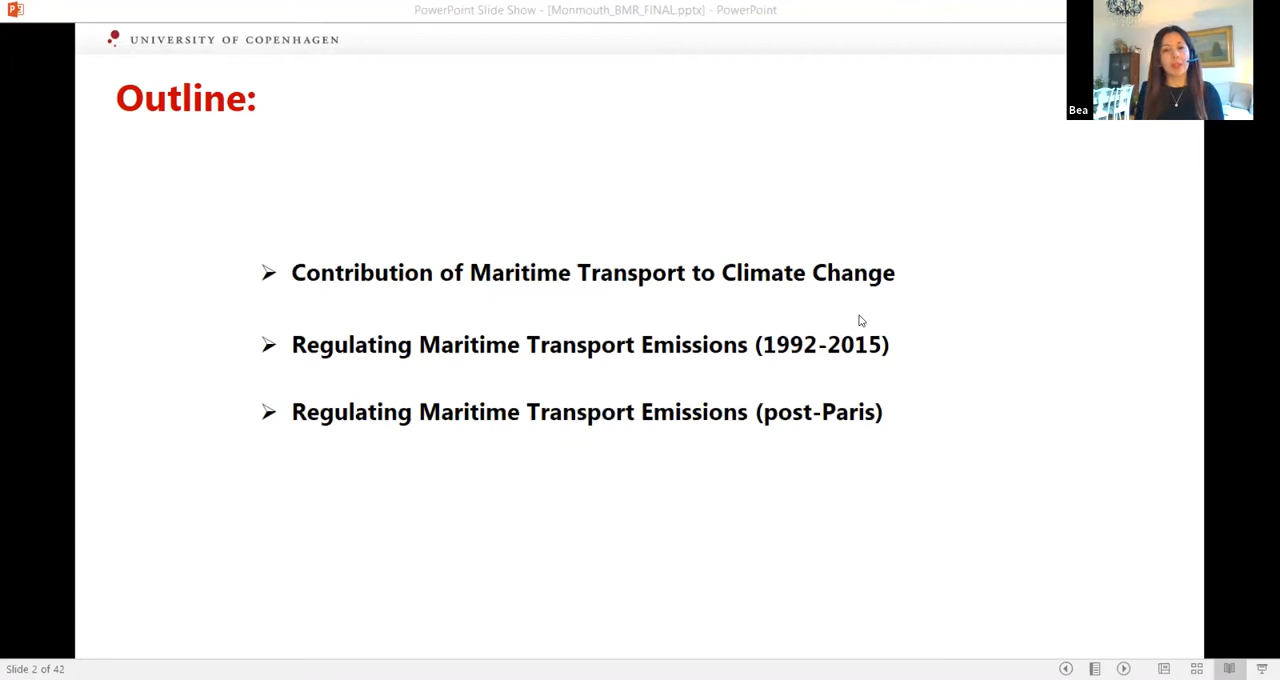 PowerPoint Slide Show - [Monmouth_BMR_FINAL.pptx] - PowerPoint
UNIVERSITY OF COPENHAGEN
Bea
Outline:
➢ Contribution of Maritime Transport to Climate Change
➢ Regulating Maritime Transport Emissions (1992-2015)
➢ Regulating Maritime Transport Emissions (post-Paris)
Slide 2 of 42